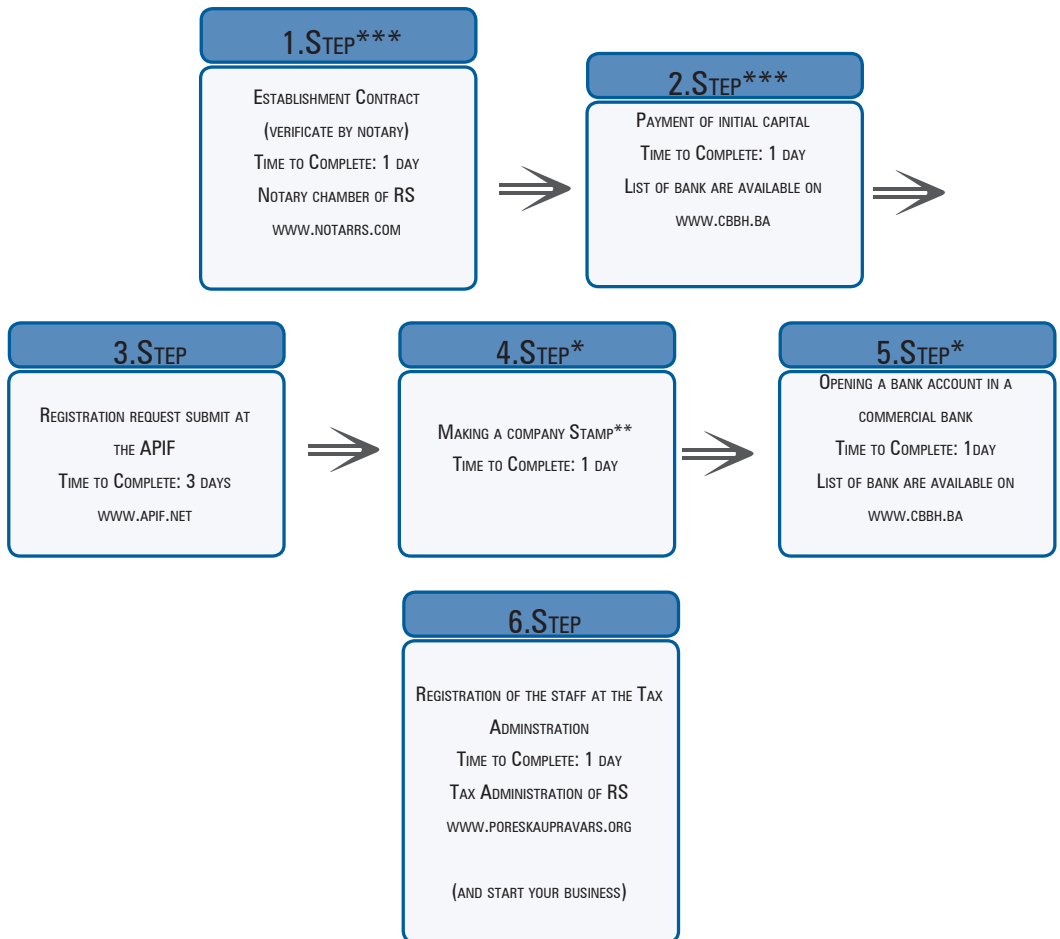 1.Step***
Establishment Contract
(verificate by notary)
Time to Complete: 1 day
Notary chamber of RS
www.notarrs.com
2.Step***
Payment of initial capital
Time to Complete: 1 day
List of bank are available on
www.cbbh.ba
3.Step
Registration request submit at
the APIF
Time to Complete: 3 days
www.apif.net
4.Step*
Making a company Stamp**
Time to Complete: 1 day
5.Step*
Opening a bank account in a
commercial bank
Time to Complete: 1day
List of bank are available on
www.cbbh.ba
6.Step
Registration of the staff at the Tax
Adminstration
Time to Complete: 1 day
Tax Administration of RS
www.poreskaupravars.org
(and start your business)